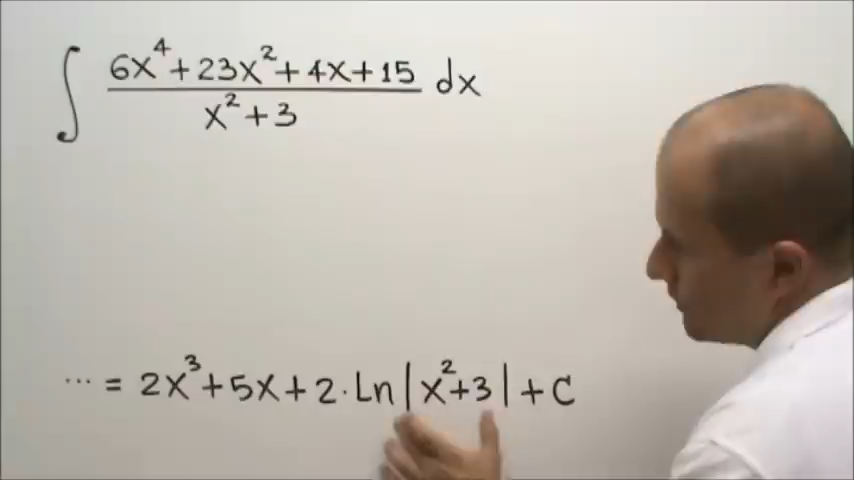 ∫ (6x⁴+23x²+4x+15)/(x²+3) dx
··· = 2x³+5x+2·Ln|x²+3|+C